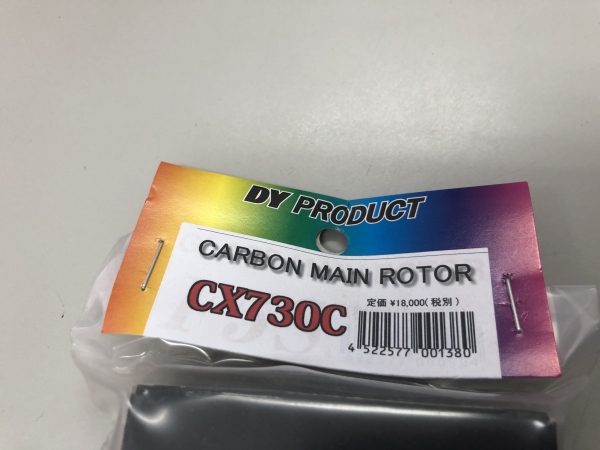 DY PRODUCT
CARBON MAIN ROTOR
CX730C
定価 ¥18,000(税別)
4 522577 001380